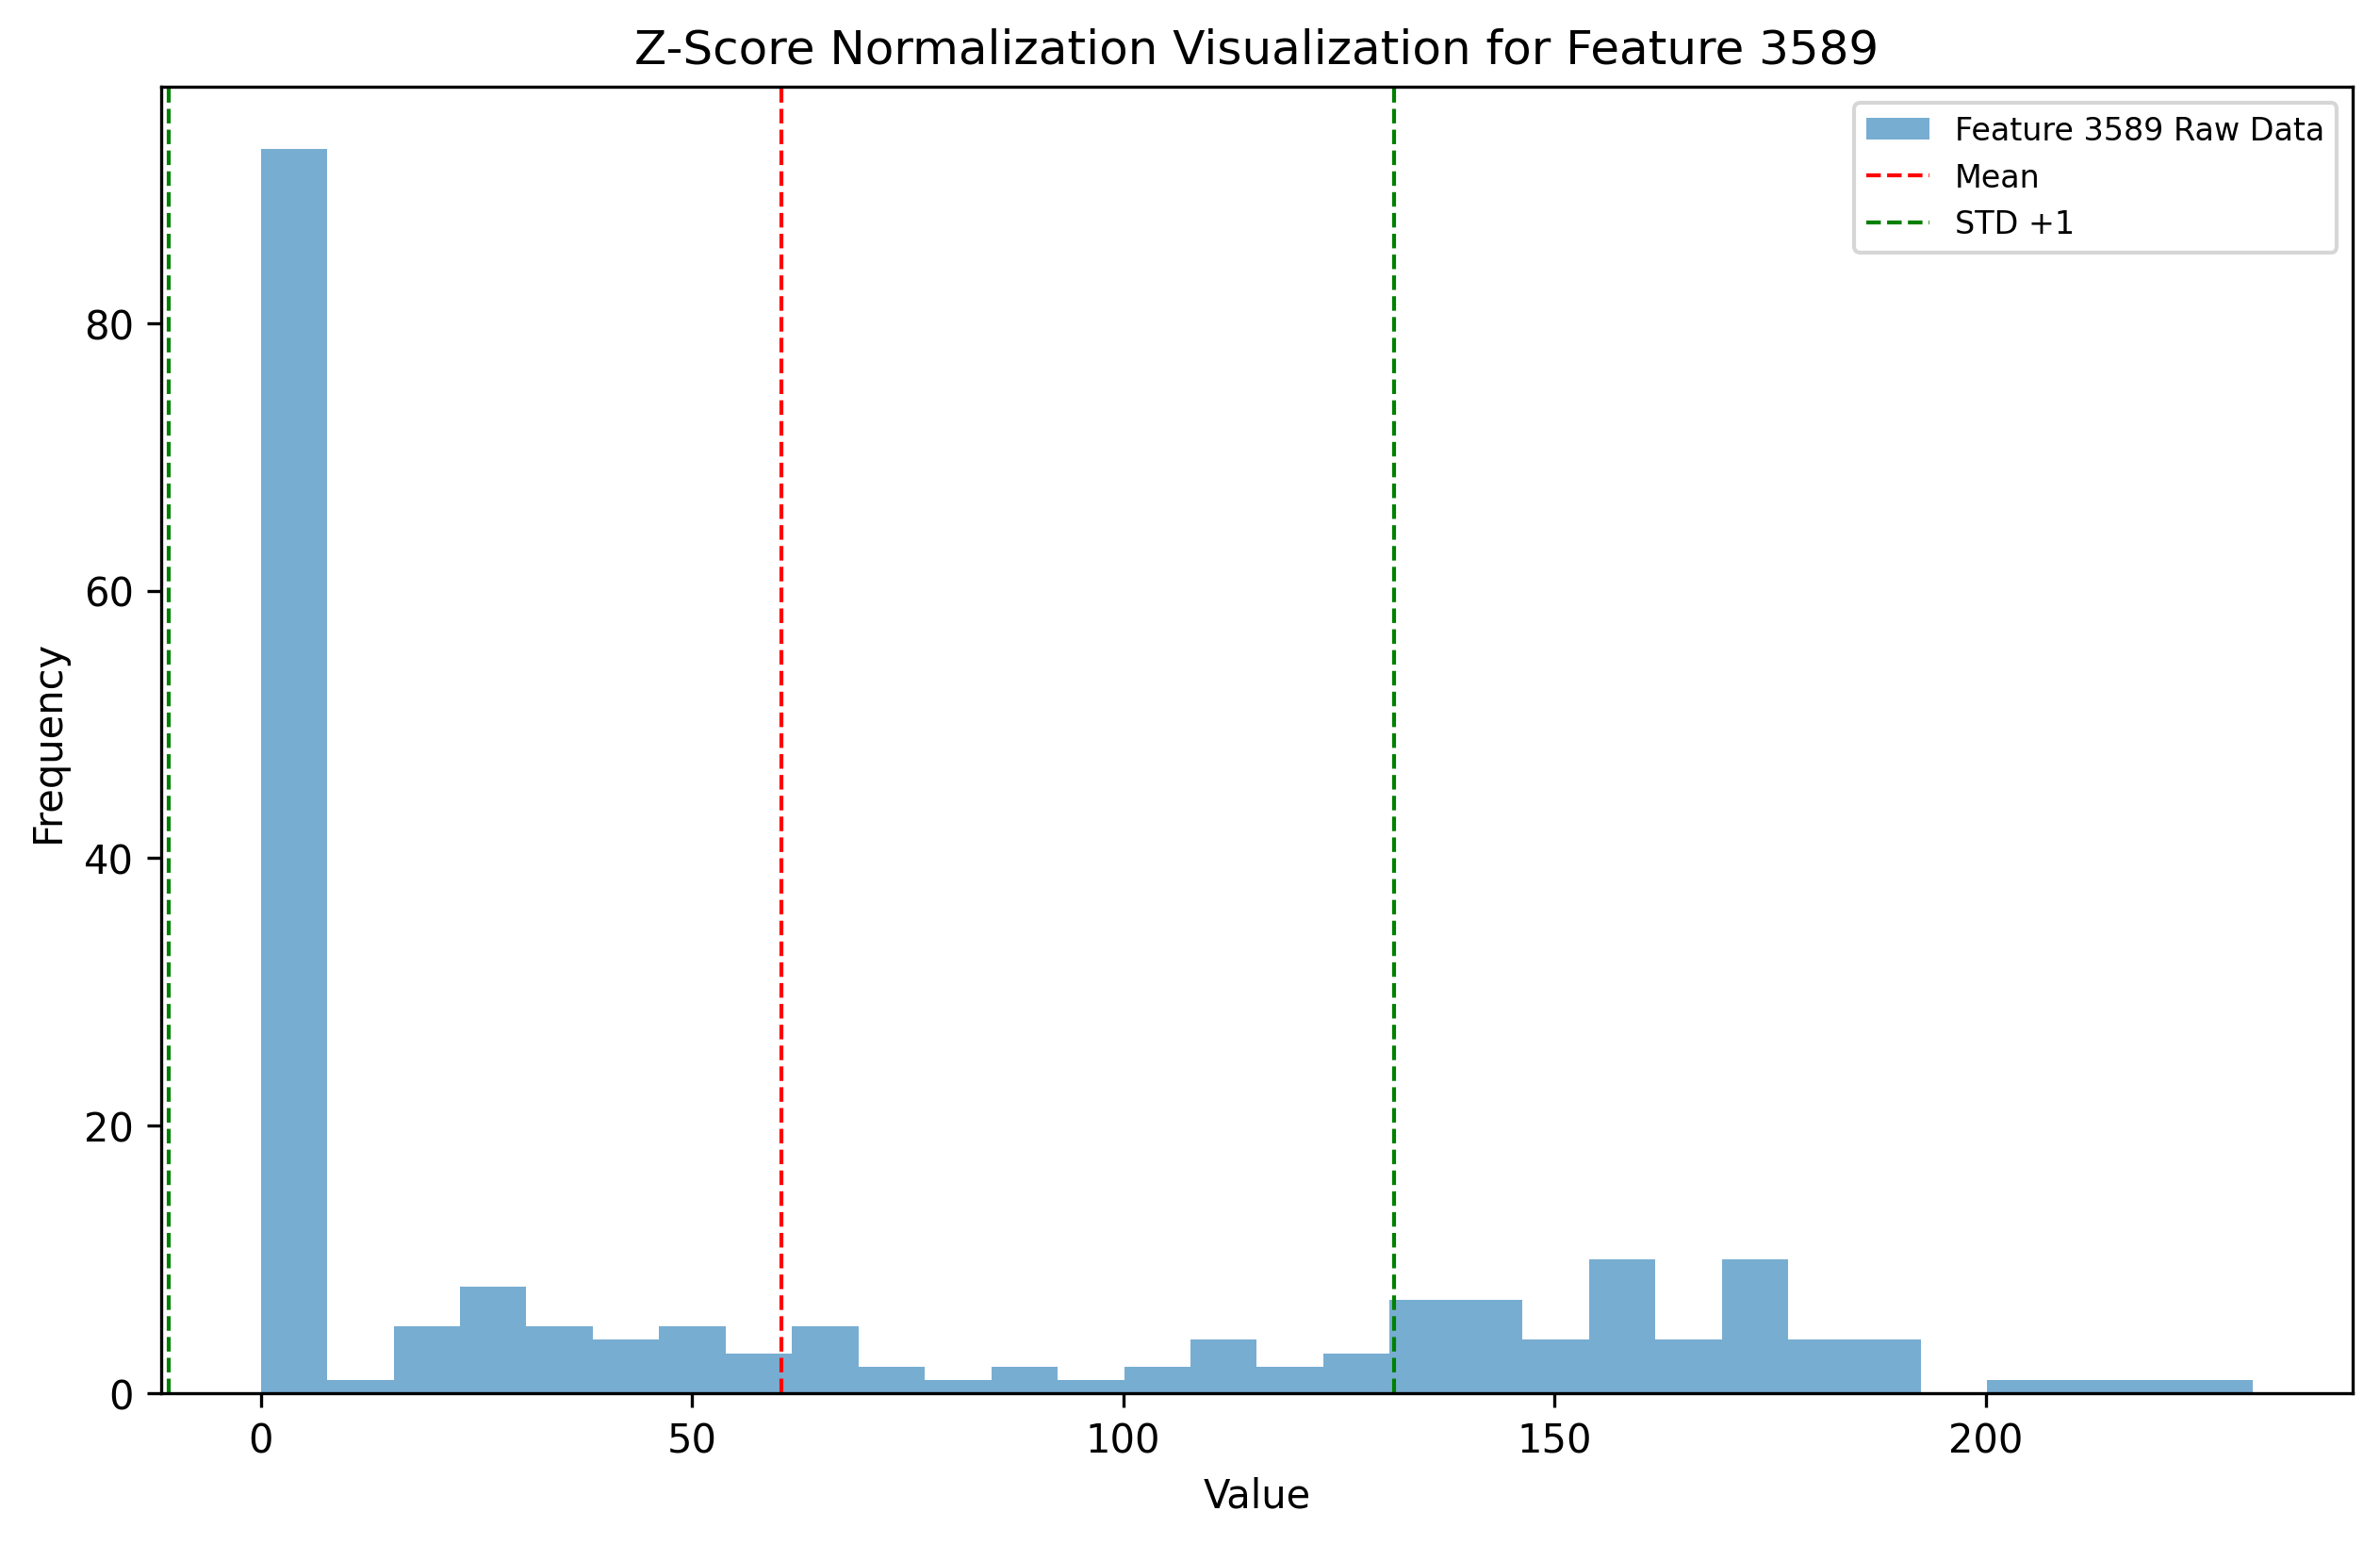 Z-Score Normalization Visualization for Feature 3589
Feature 3589 Raw Data
Mean
STD +1
80
60
40
20
0
Frequency
0
50
100
150
200
Value